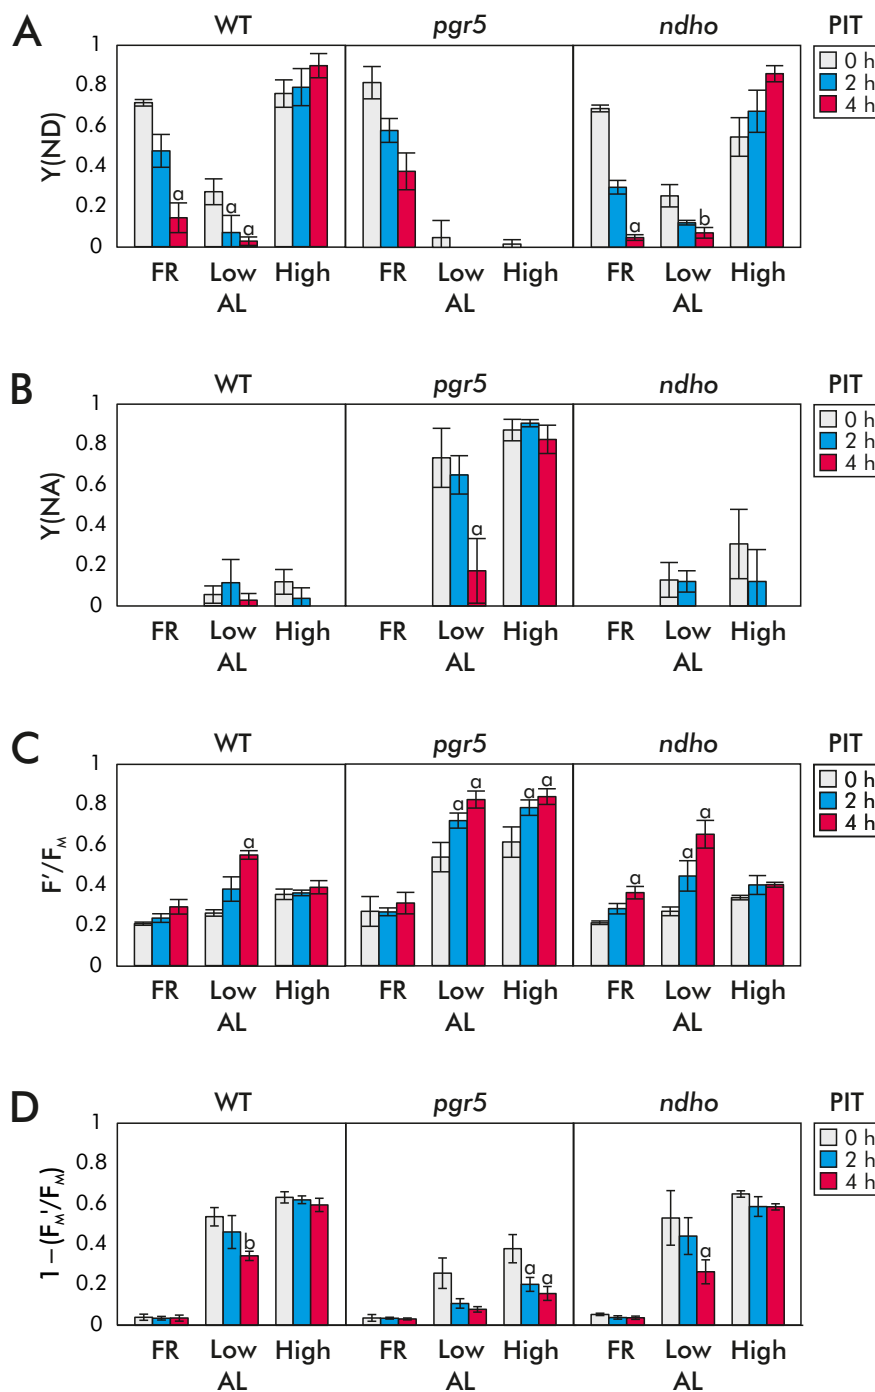 A
WT
pgr5
ndho
PIT
0 h
2 h
4 h
Y(ND)
1
0.8
0.6
0.4
0.2
0
a
a
a
a
b
FR
Low
High
FR
Low
High
FR
Low
High
AL
AL
AL
B
WT
pgr5
ndho
PIT
0 h
2 h
4 h
Y(NA)
1
0.8
0.6
0.4
0.2
0
a
FR
Low
High
FR
Low
High
FR
Low
High
AL
AL
AL
C
WT
pgr5
ndho
PIT
0 h
2 h
4 h
F'/FM
1
0.8
0.6
0.4
0.2
0
a
a
a
a
a
a
a
a
FR
Low
High
FR
Low
High
FR
Low
High
AL
AL
AL
D
WT
pgr5
ndho
PIT
0 h
2 h
4 h
1–(FM'/FM)
1
0.8
0.6
0.4
0.2
0
b
a
a
a
FR
Low
High
FR
Low
High
FR
Low
High
AL
AL
AL